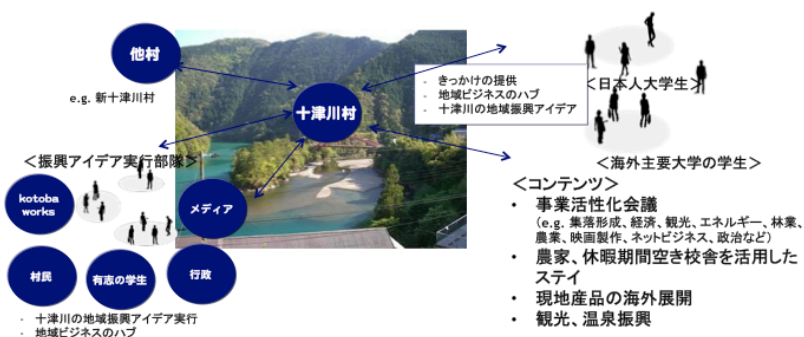 他村
e.g. 新十津川村
十津川村
- きっかけの提供
- 地域ビジネスのハブ
- 十津川の地域振興アイデア
＜日本人大学生＞
＜海外主要大学の学生＞
＜振興アイデア実行部隊＞
kotoba
works
メディア
村民
有志の学生
行政
- 十津川の地域振興アイデア実行
- 地域ビジネスのハブ
＜コンテンツ＞
• 事業活性化会議
(e.g. 集落形成、経済、観光、エネルギー、林業、
農業、映画製作、ネットビジネス、政治など)
• 農家、休暇期間空き校舎を活用した
ステイ
• 現地産品の海外展開
• 観光、温泉振興